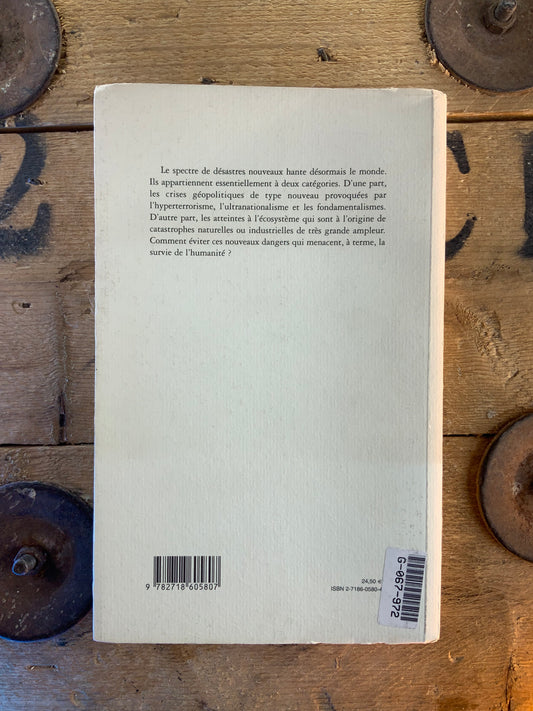 Le spectre de désastres nouveaux hante désormais le monde.
Ils appartiennent essentiellement à deux catégories. D'une part,
les crises géopolitiques de type nouveau provoquées par
l'hyperterrorisme, l'ultranationalisme et les fondamentalismes.
D'autre part, les atteintes à l'écosystème qui sont à l'origine de
catastrophes naturelles ou industrielles de très grande ampleur.
Comment éviter ces nouveaux dangers qui menacent, à terme, la
survie de l'humanité ?
9 782718 605807
24,50 €
ISBN 2-7186-0580-
G-067-972